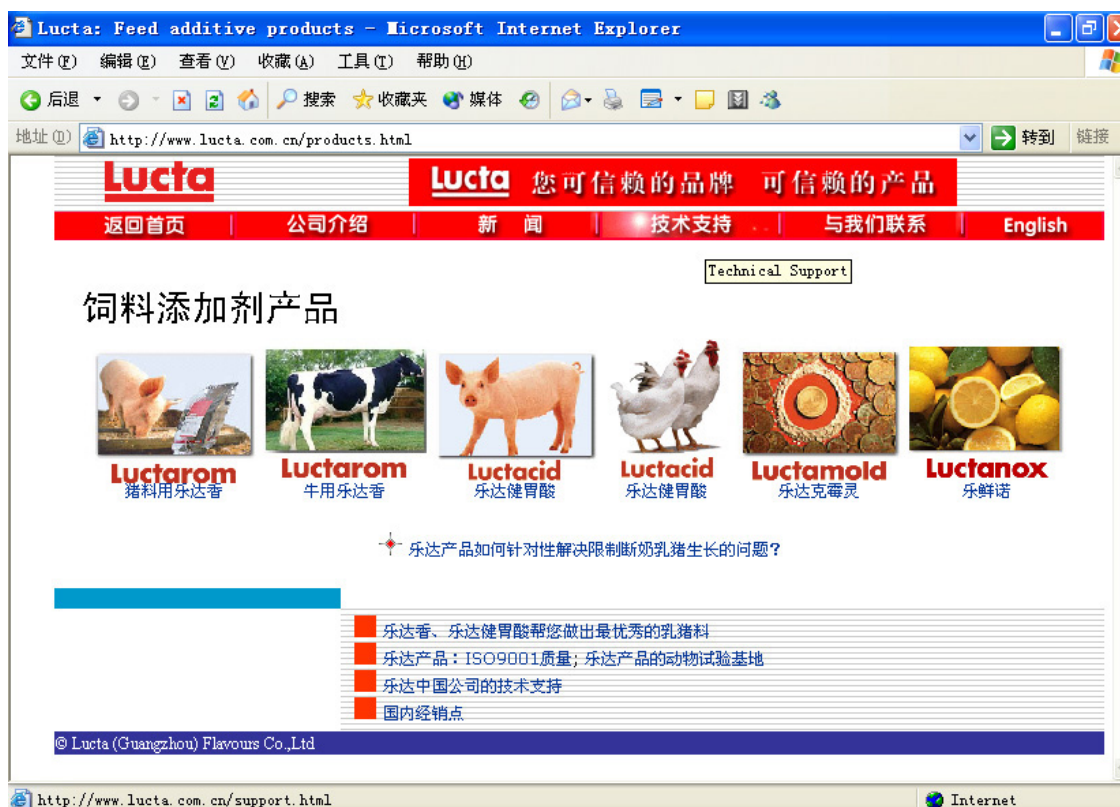 Lucta: Feed additive products - Microsoft Internet Explorer
文件(F) 编辑(E) 查看(V) 收藏(A) 工具(T) 帮助(H)
后退 搜索 收藏夹 媒体
地址(D) http://www.lucta.com.cn/products.html 转到 链接
Lucta Lucta 您可信赖的品牌 可信赖的产品
返回首页 | 公司介绍 | 新 闻 | 技术支持 .. | 与我们联系 | English
Technical Support
饲料添加剂产品
Luctarom Luctarom Luctacid Luctacid Luctamold Luctanox
猪料用乐达香 牛用乐达香 乐达健胃酸 乐达健胃酸 乐达克霉灵 乐鲜诺
乐达产品如何针对性解决限制断奶乳猪生长的问题?
乐达香、乐达健胃酸帮您做出最优秀的乳猪料
乐达产品：ISO9001质量; 乐达产品的动物试验基地
乐达中国公司的技术支持
国内经销点
© Lucta (Guangzhou) Flavours Co.,Ltd
http://www.lucta.com.cn/support.html Internet